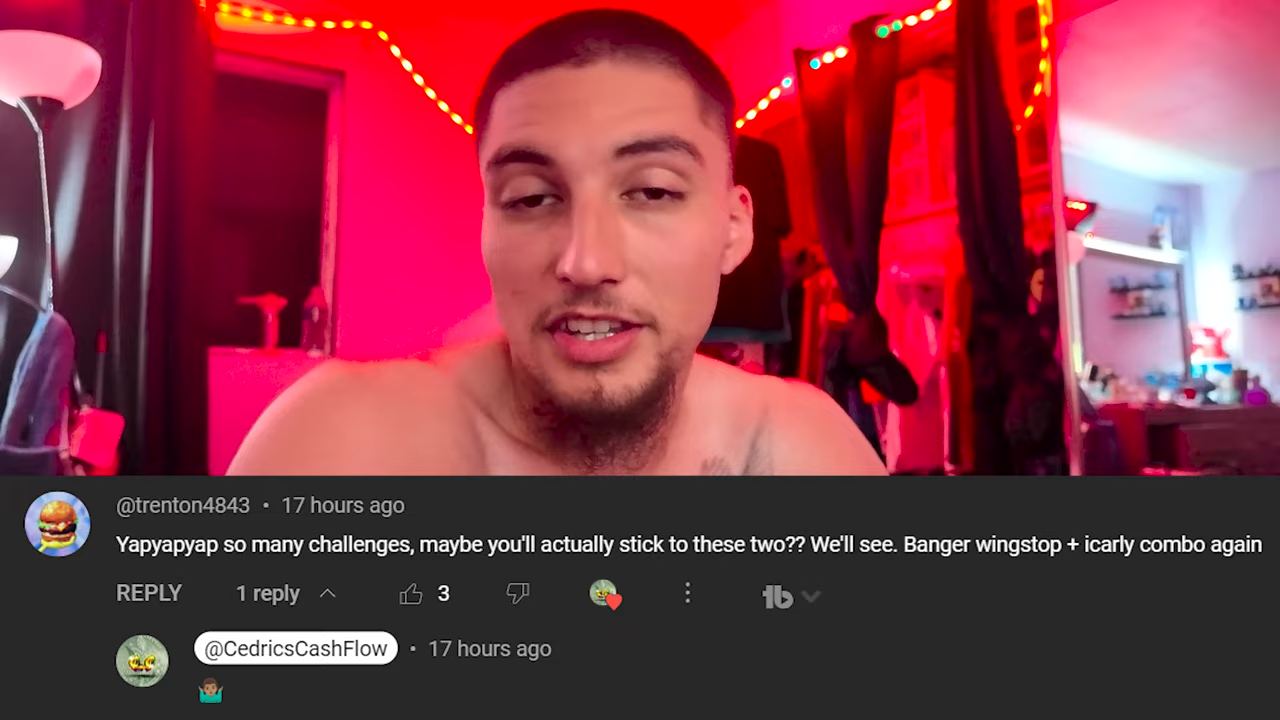 @trenton4843 • 17 hours ago
Yapyapyap so many challenges, maybe you'll actually stick to these two?? We'll see. Banger wingstop + icarly combo again
REPLY 1 reply 3 tb
@CedricsCashFlow • 17 hours ago